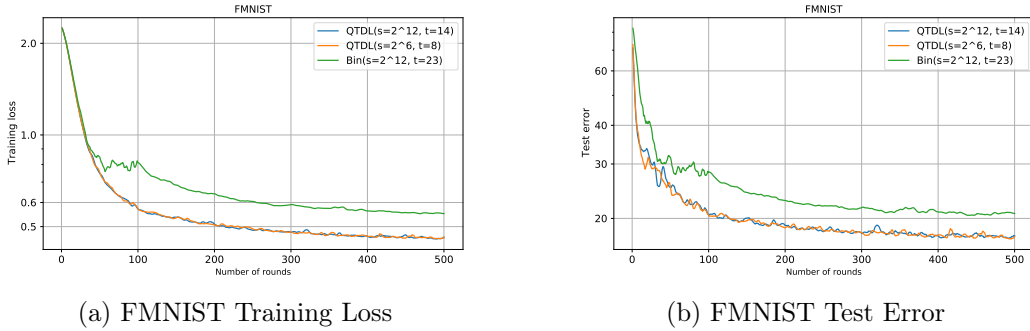 FMNIST
QTDL(s=2^12, t=14)
QTDL(s=2^6, t=8)
Bin(s=2^12, t=23)
2.0
1.0
0.6
0.5
Training loss
0 100 200 300 400 500
Number of rounds
(a) FMNIST Training Loss
FMNIST
QTDL(s=2^12, t=14)
QTDL(s=2^6, t=8)
Bin(s=2^12, t=23)
60
40
30
20
Test error
0 100 200 300 400 500
Number of rounds
(b) FMNIST Test Error